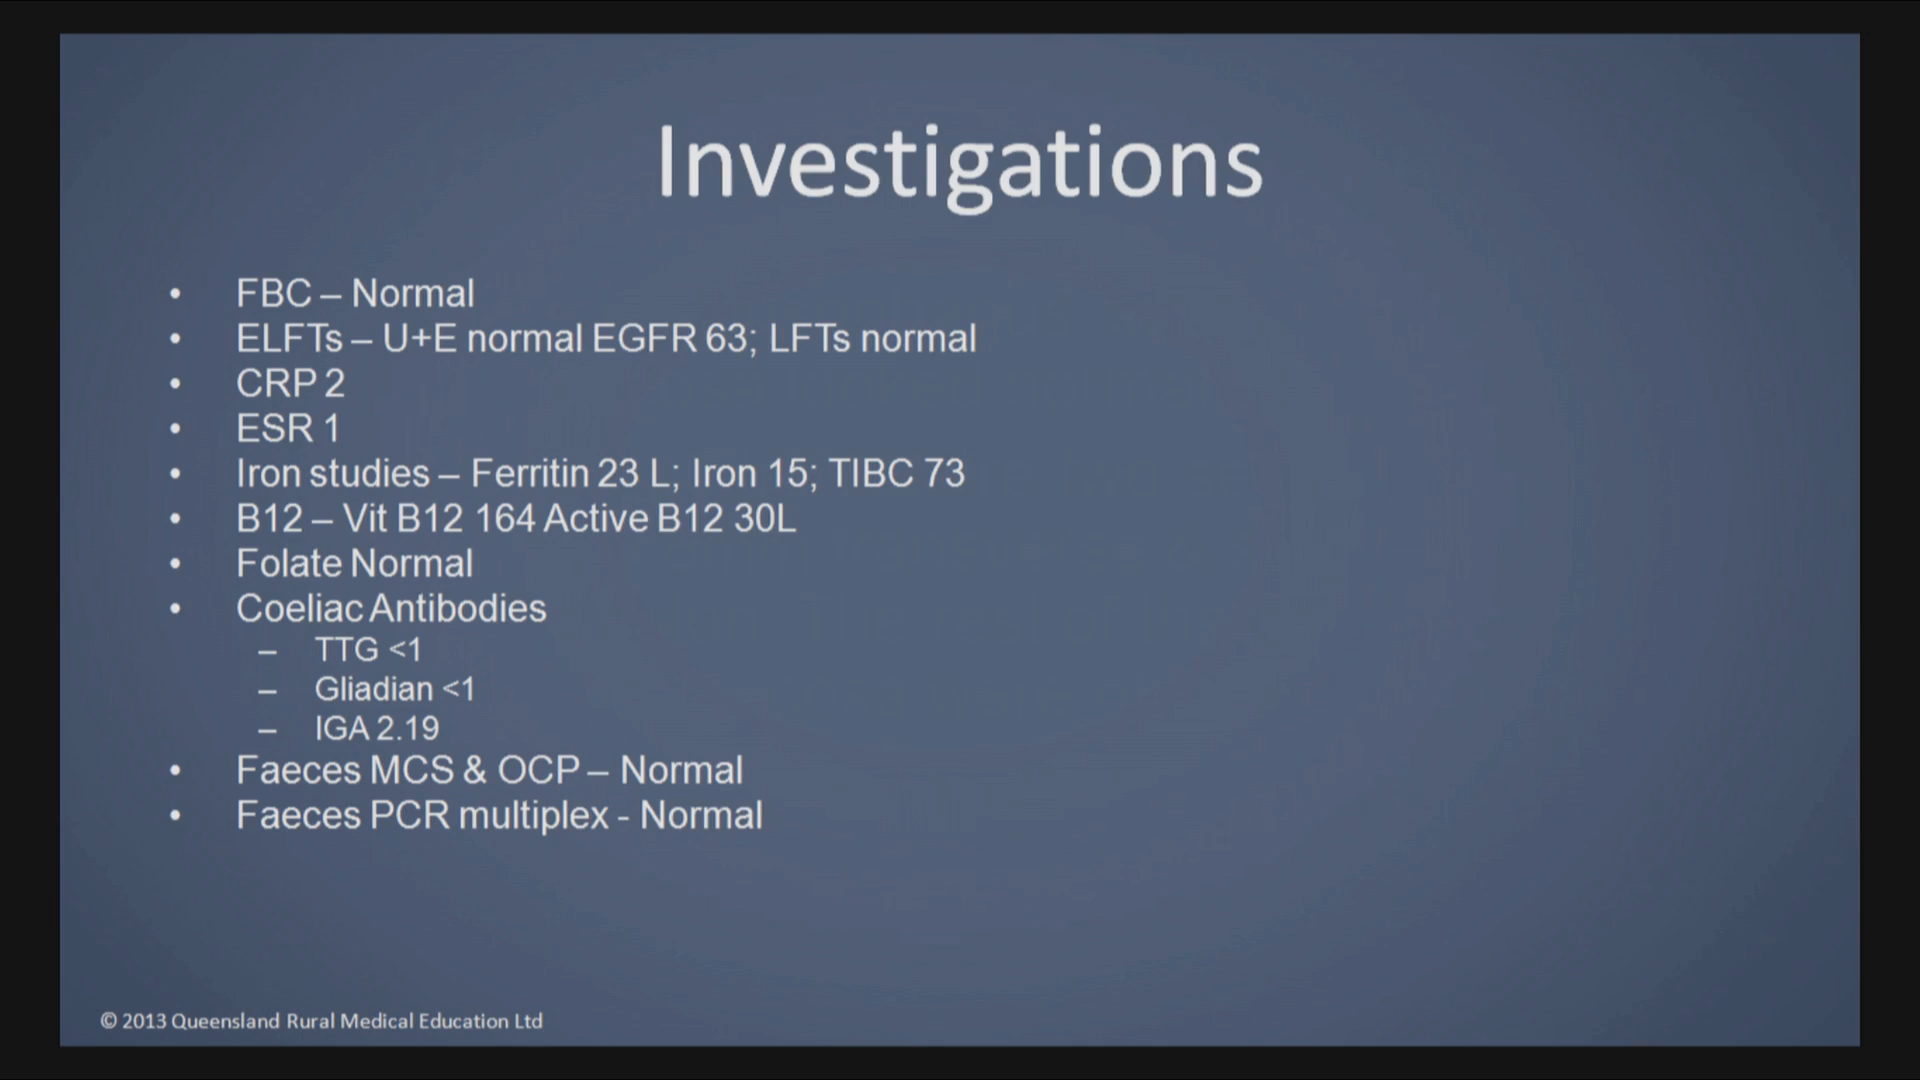 Investigations
• FBC – Normal
• ELFTs – U+E normal EGFR 63; LFTs normal
• CRP 2
• ESR 1
• Iron studies – Ferritin 23 L; Iron 15; TIBC 73
• B12 – Vit B12 164 Active B12 30L
• Folate Normal
• Coeliac Antibodies
– TTG <1
– Gliadian <1
– IGA 2.19
• Faeces MCS & OCP – Normal
• Faeces PCR multiplex - Normal
© 2013 Queensland Rural Medical Education Ltd